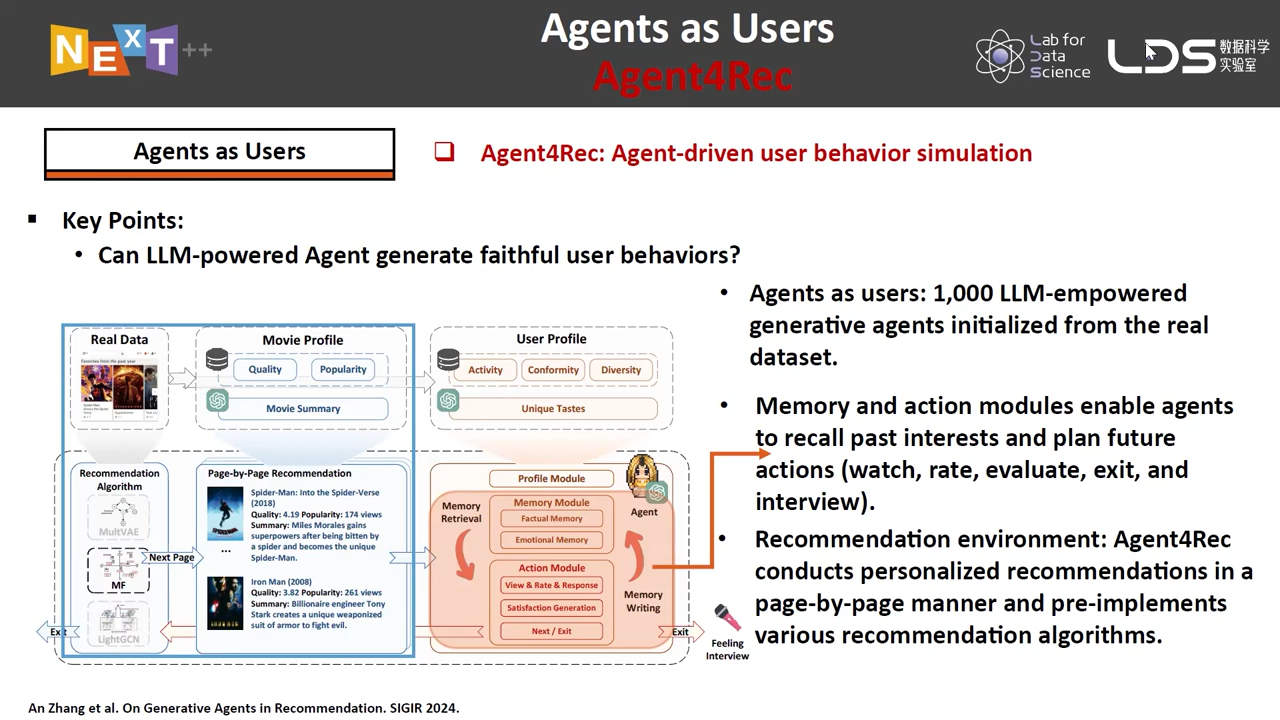 NExT++
Agents as Users
Agent4Rec
Lab for
Data
Science
LDS
数据科学
实验室
Agents as Users
Agent4Rec: Agent-driven user behavior simulation
Key Points:
• Can LLM-powered Agent generate faithful user behaviors?
• Agents as users: 1,000 LLM-empowered
generative agents initialized from the real
dataset.
• Memory and action modules enable agents
to recall past interests and plan future
actions (watch, rate, evaluate, exit, and
interview).
• Recommendation environment: Agent4Rec
conducts personalized recommendations in a
page-by-page manner and pre-implements
various recommendation algorithms.
Real Data
Favorites from the past year
Movie Profile
Quality
Popularity
Movie Summary
User Profile
Activity
Conformity
Diversity
Unique Tastes
Recommendation
Algorithm
MultVAE
MF
LightGCN
Next Page
Exit
Page-by-Page Recommendation
Spider-Man: Into the Spider-Verse
(2018)
Quality: 4.19 Popularity: 174 views
Summary: Miles Morales gains
superpowers after being bitten by
a spider and becomes the unique
Spider-Man.
...
Iron Man (2008)
Quality: 3.82 Popularity: 261 views
Summary: Billionaire engineer Tony
Stark creates a unique weaponized
suit of armor to fight evil.
Profile Module
Memory
Retrieval
Memory Module
Factual Memory
Emotional Memory
Agent
Action Module
View & Rate & Response
Satisfaction Generation
Next / Exit
Memory
Writing
Exit
Feeling
Interview
An Zhang et al. On Generative Agents in Recommendation. SIGIR 2024.